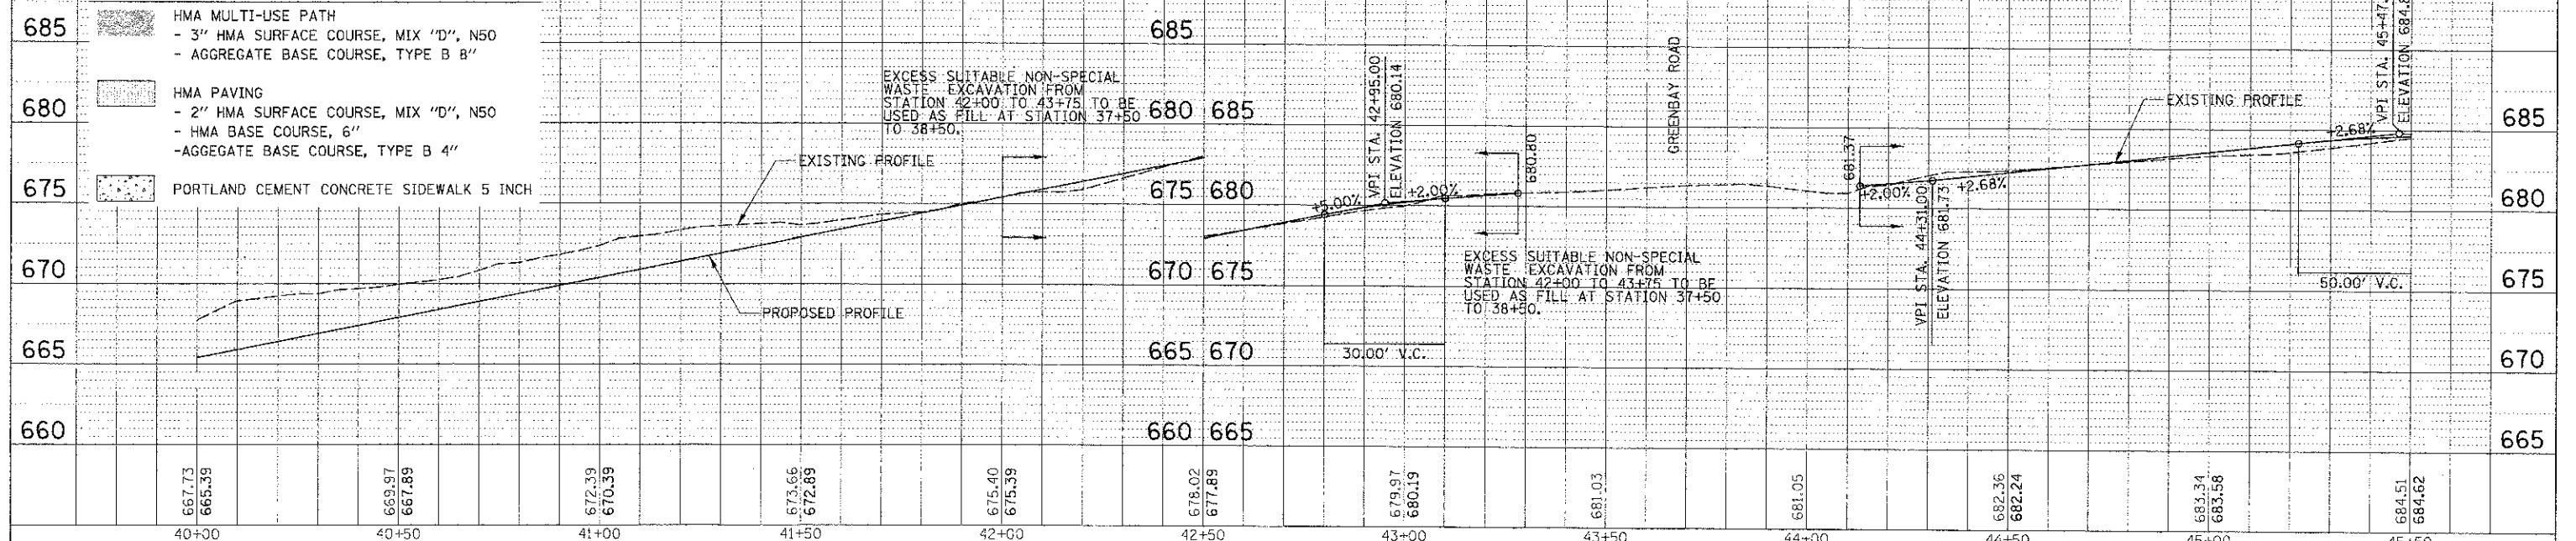 HMA MULTI-USE PATH
- 3" HMA SURFACE COURSE, MIX "D", N50
- AGGREGATE BASE COURSE, TYPE B 8"
HMA PAVING
- 2" HMA SURFACE COURSE, MIX "D", N50
- HMA BASE COURSE, 6"
-AGGEGATE BASE COURSE, TYPE B 4"
PORTLAND CEMENT CONCRETE SIDEWALK 5 INCH
685
680
675
670
665
660
EXCESS SUITABLE NON-SPECIAL
WASTE EXCAVATION FROM
STATION 42+00 TO 43+75 TO BE
USED AS FILL AT STATION 37+50
TO 38+50.
EXISTING PROFILE
PROPOSED PROFILE
685
680 685
675 680
670 675
665 670
660 665
+5.00%
VPI STA. 42+95.00
ELEVATION 680.14
+2.00%
30.00' V.C.
680.80
EXCESS SUITABLE NON-SPECIAL
WASTE EXCAVATION FROM
STATION 42+00 TO 43+75 TO BE
USED AS FILL AT STATION 37+50
TO 38+50.
GREENBAY ROAD
681.37
+2.00%
VPI STA. 44+31.00
ELEVATION 681.73
+2.68%
EXISTING PROFILE
+2.68%
VPI STA. 45+47.
ELEVATION 684.8
50.00' V.C.
685
680
675
670
665
667.73
665.39
669.97
667.89
672.39
670.39
673.66
672.89
675.40
675.39
678.02
677.89
679.97
680.19
681.03
681.05
682.36
682.24
683.34
683.58
684.51
684.62
40+00
40+50
41+00
41+50
42+00
42+50
43+00
43+50
44+00
44+50
45+00
45+50